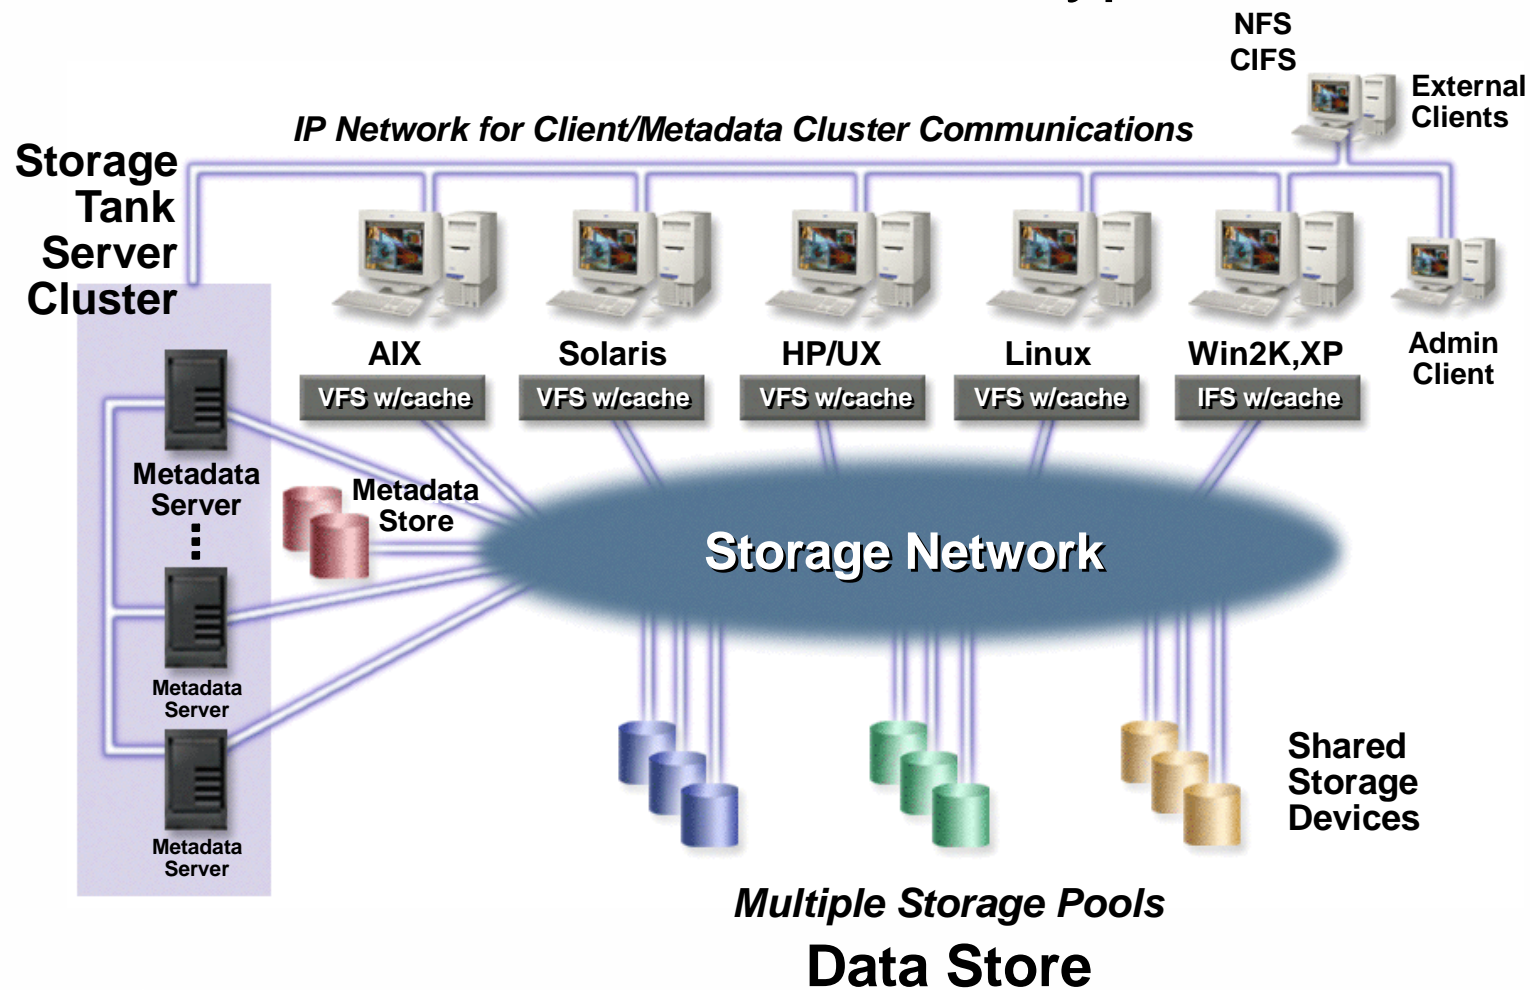 NFS
CIFS
External
Clients
IP Network for Client/Metadata Cluster Communications
Storage
Tank
Server
Cluster
AIX
Solaris
HP/UX
Linux
Win2K,XP
Admin
Client
VFS w/cache
VFS w/cache
VFS w/cache
VFS w/cache
IFS w/cache
Metadata
Server
Metadata
Store
Storage Network
Metadata
Server
Shared
Storage
Devices
Metadata
Server
Multiple Storage Pools
Data Store